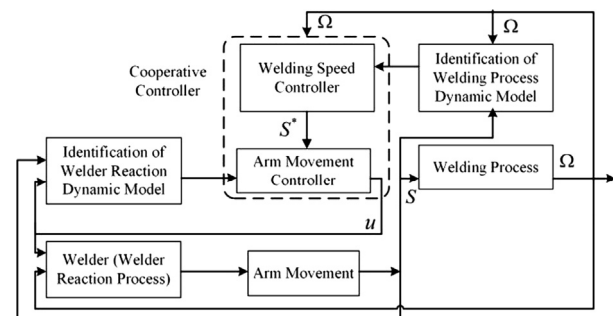 Ω
Ω
Cooperative
Controller
Welding Speed
Controller
Identification of
Welding Process
Dynamic Model
S*
Identification of
Welder Reaction
Dynamic Model
Arm Movement
Controller
Welding Process
Ω
S
u
Welder (Welder
Reaction Process)
Arm Movement